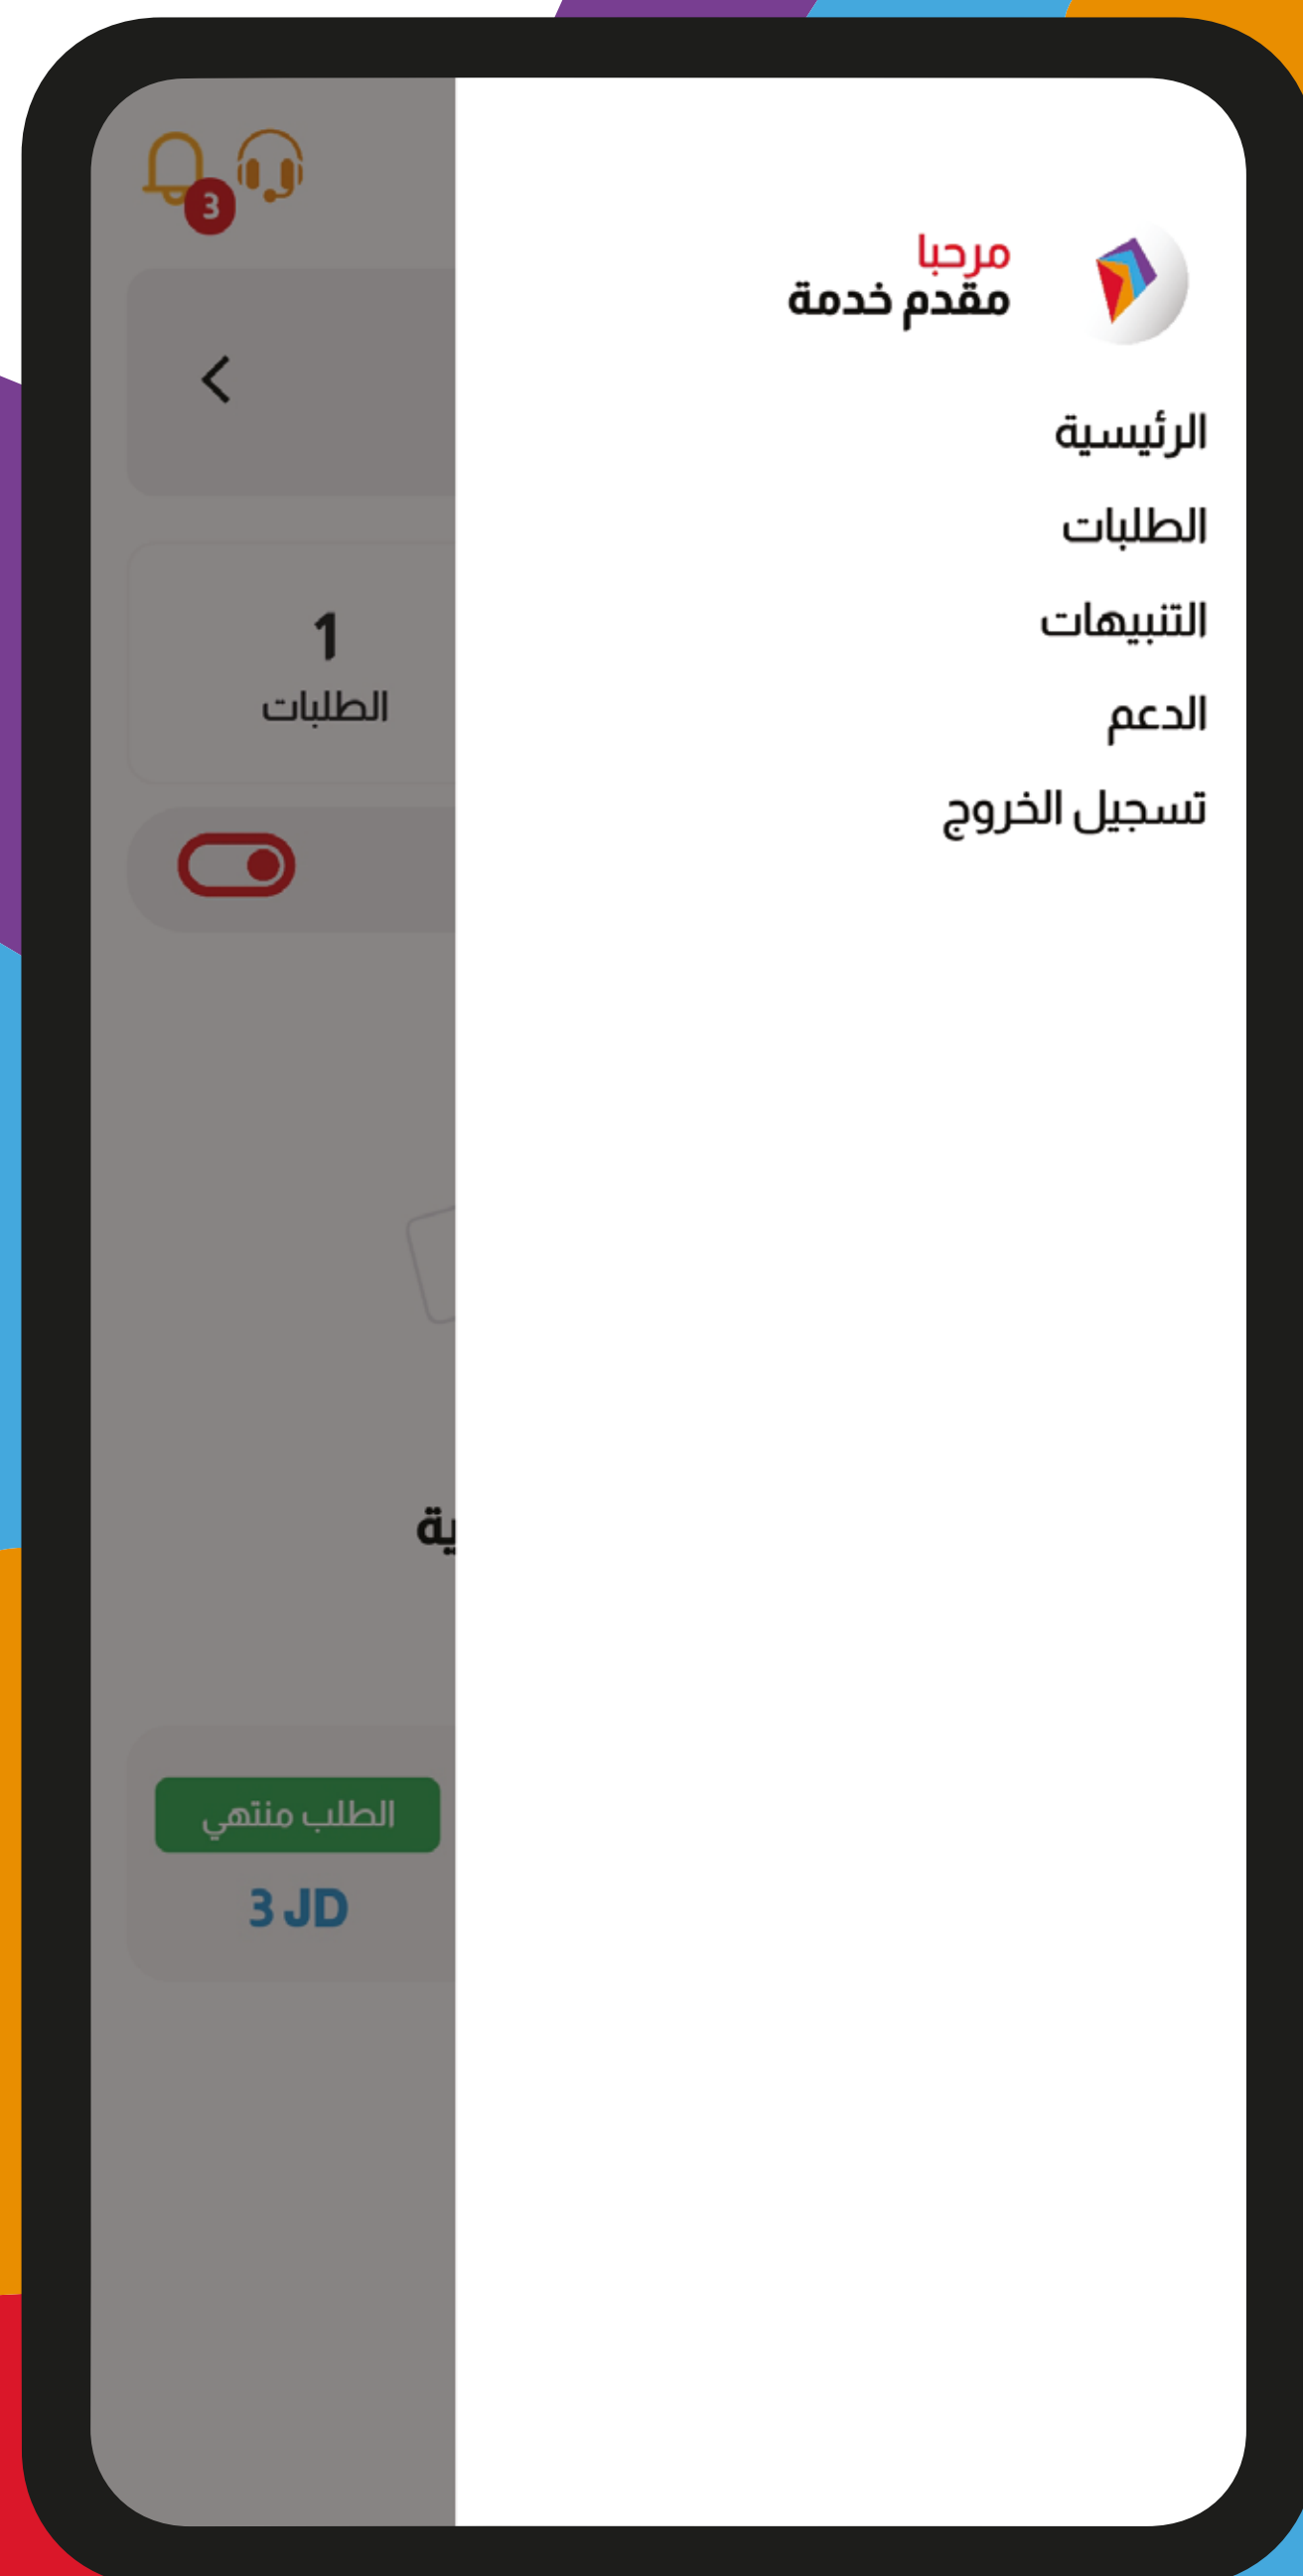 3
مرحبا
مقدم خدمة
الرئيسية
الطلبات
التنبيهات
الدعم
تسجيل الخروج
1
الطلبات
الطلب منتهي
3 JD